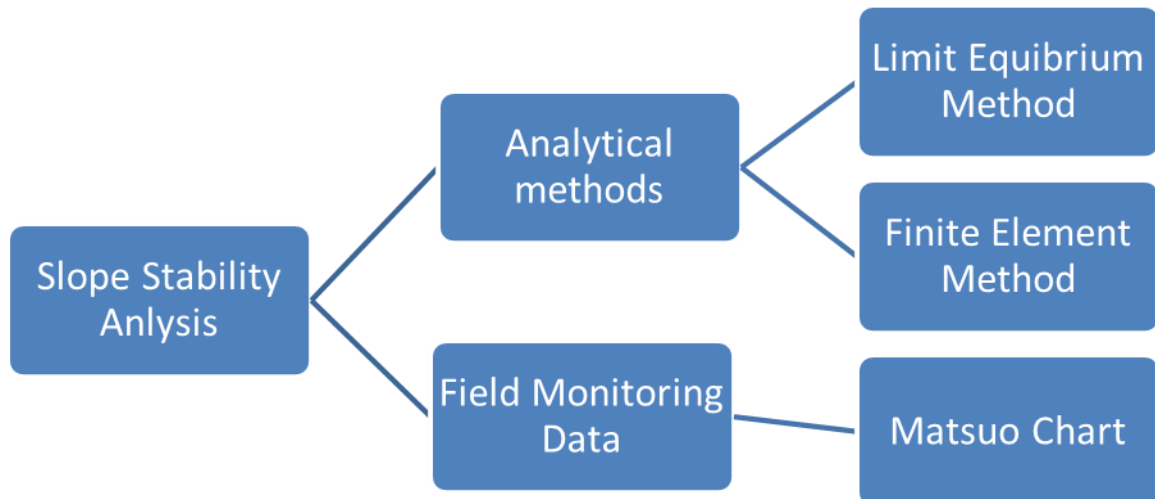 Slope Stability
Anlysis
Analytical
methods
Field Monitoring
Data
Limit Equibrium
Method
Finite Element
Method
Matsuo Chart